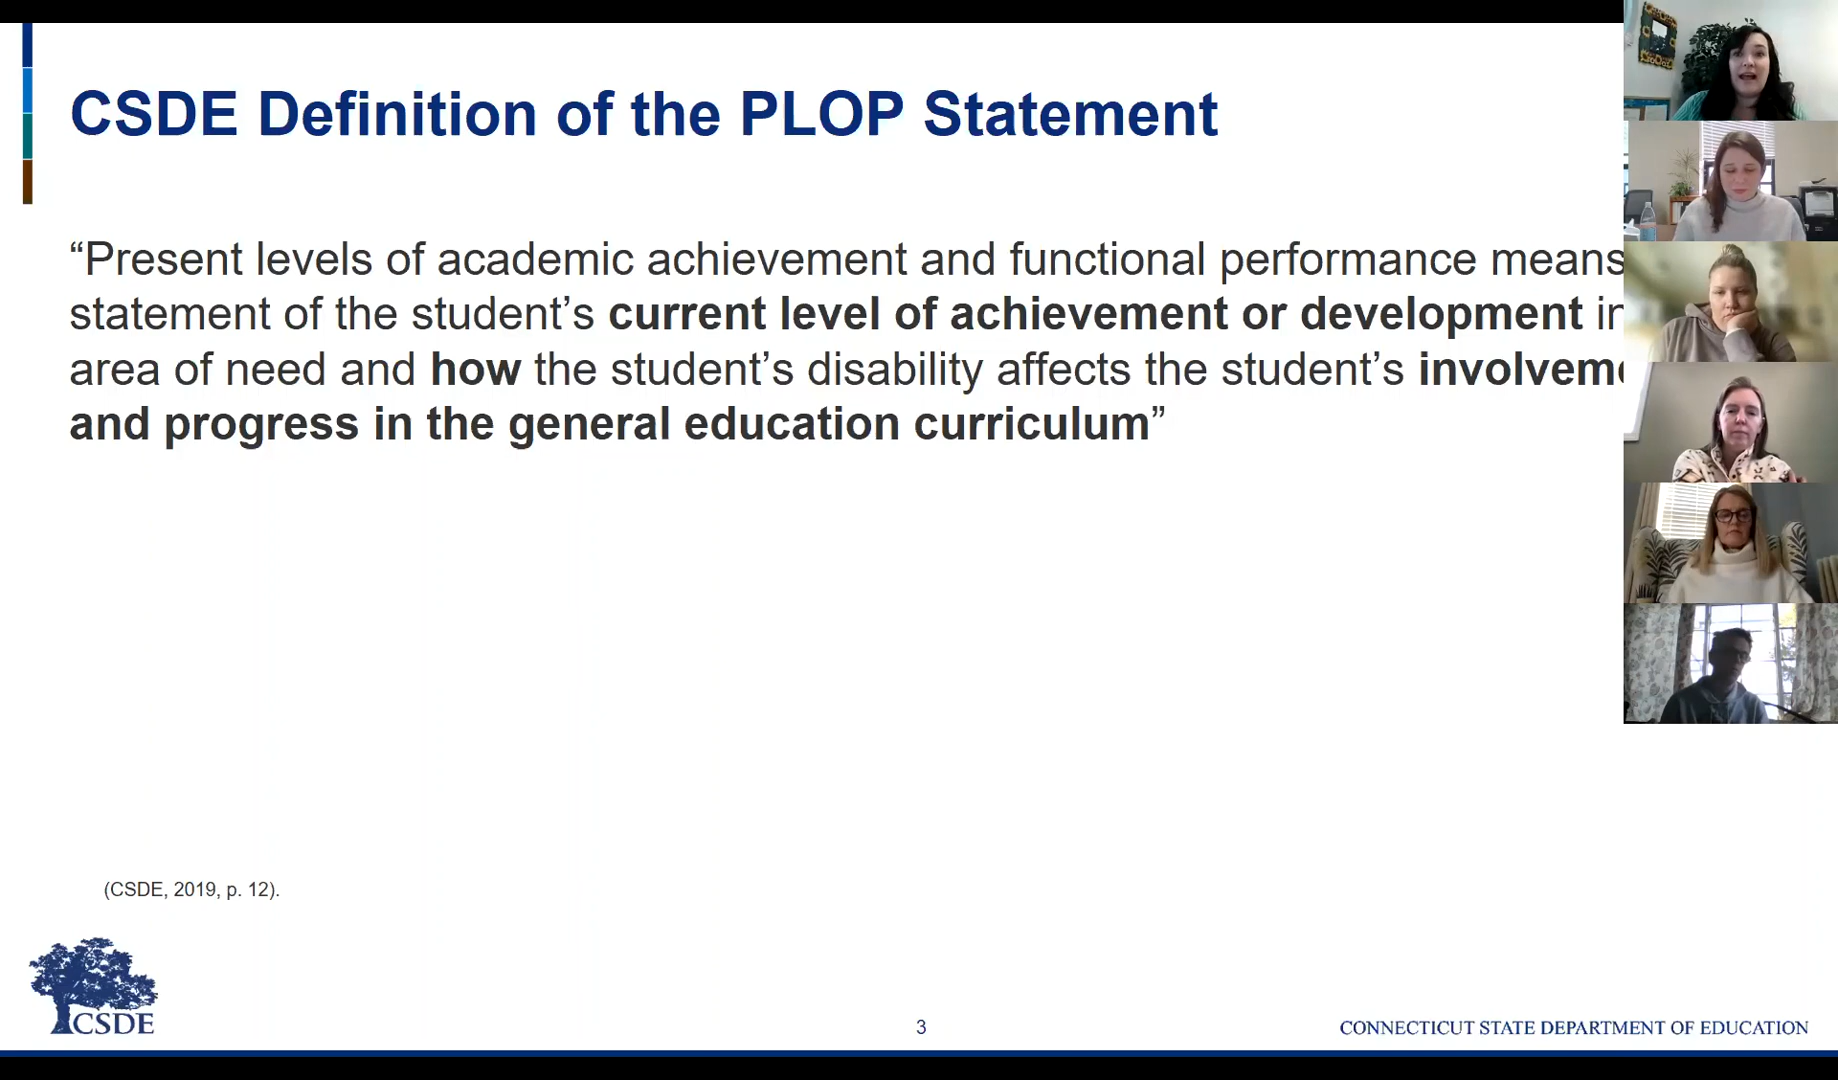 CSDE Definition of the PLOP Statement
“Present levels of academic achievement and functional performance means
statement of the student’s current level of achievement or development
area of need and how the student’s disability affects the student’s
and progress in the general education curriculum”
(CSDE, 2019, p. 12).
CSDE
3
CONNECTICUT STATE DEPARTMENT OF EDUCATION